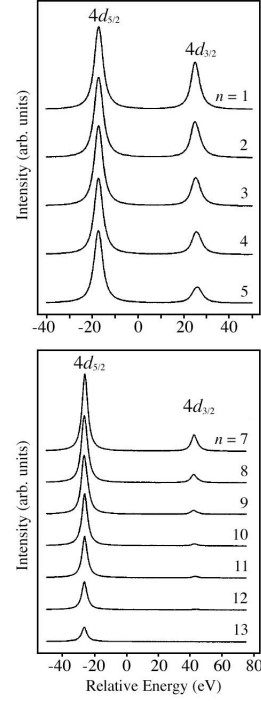 4d5/2
4d3/2
n = 1
2
3
4
5
Intensity (arb. units)
-40 -20 0 20 40
4d5/2
4d3/2
n = 7
8
9
10
11
12
13
Intensity (arb. units)
-40 -20 0 20 40 60 80
Relative Energy (eV)